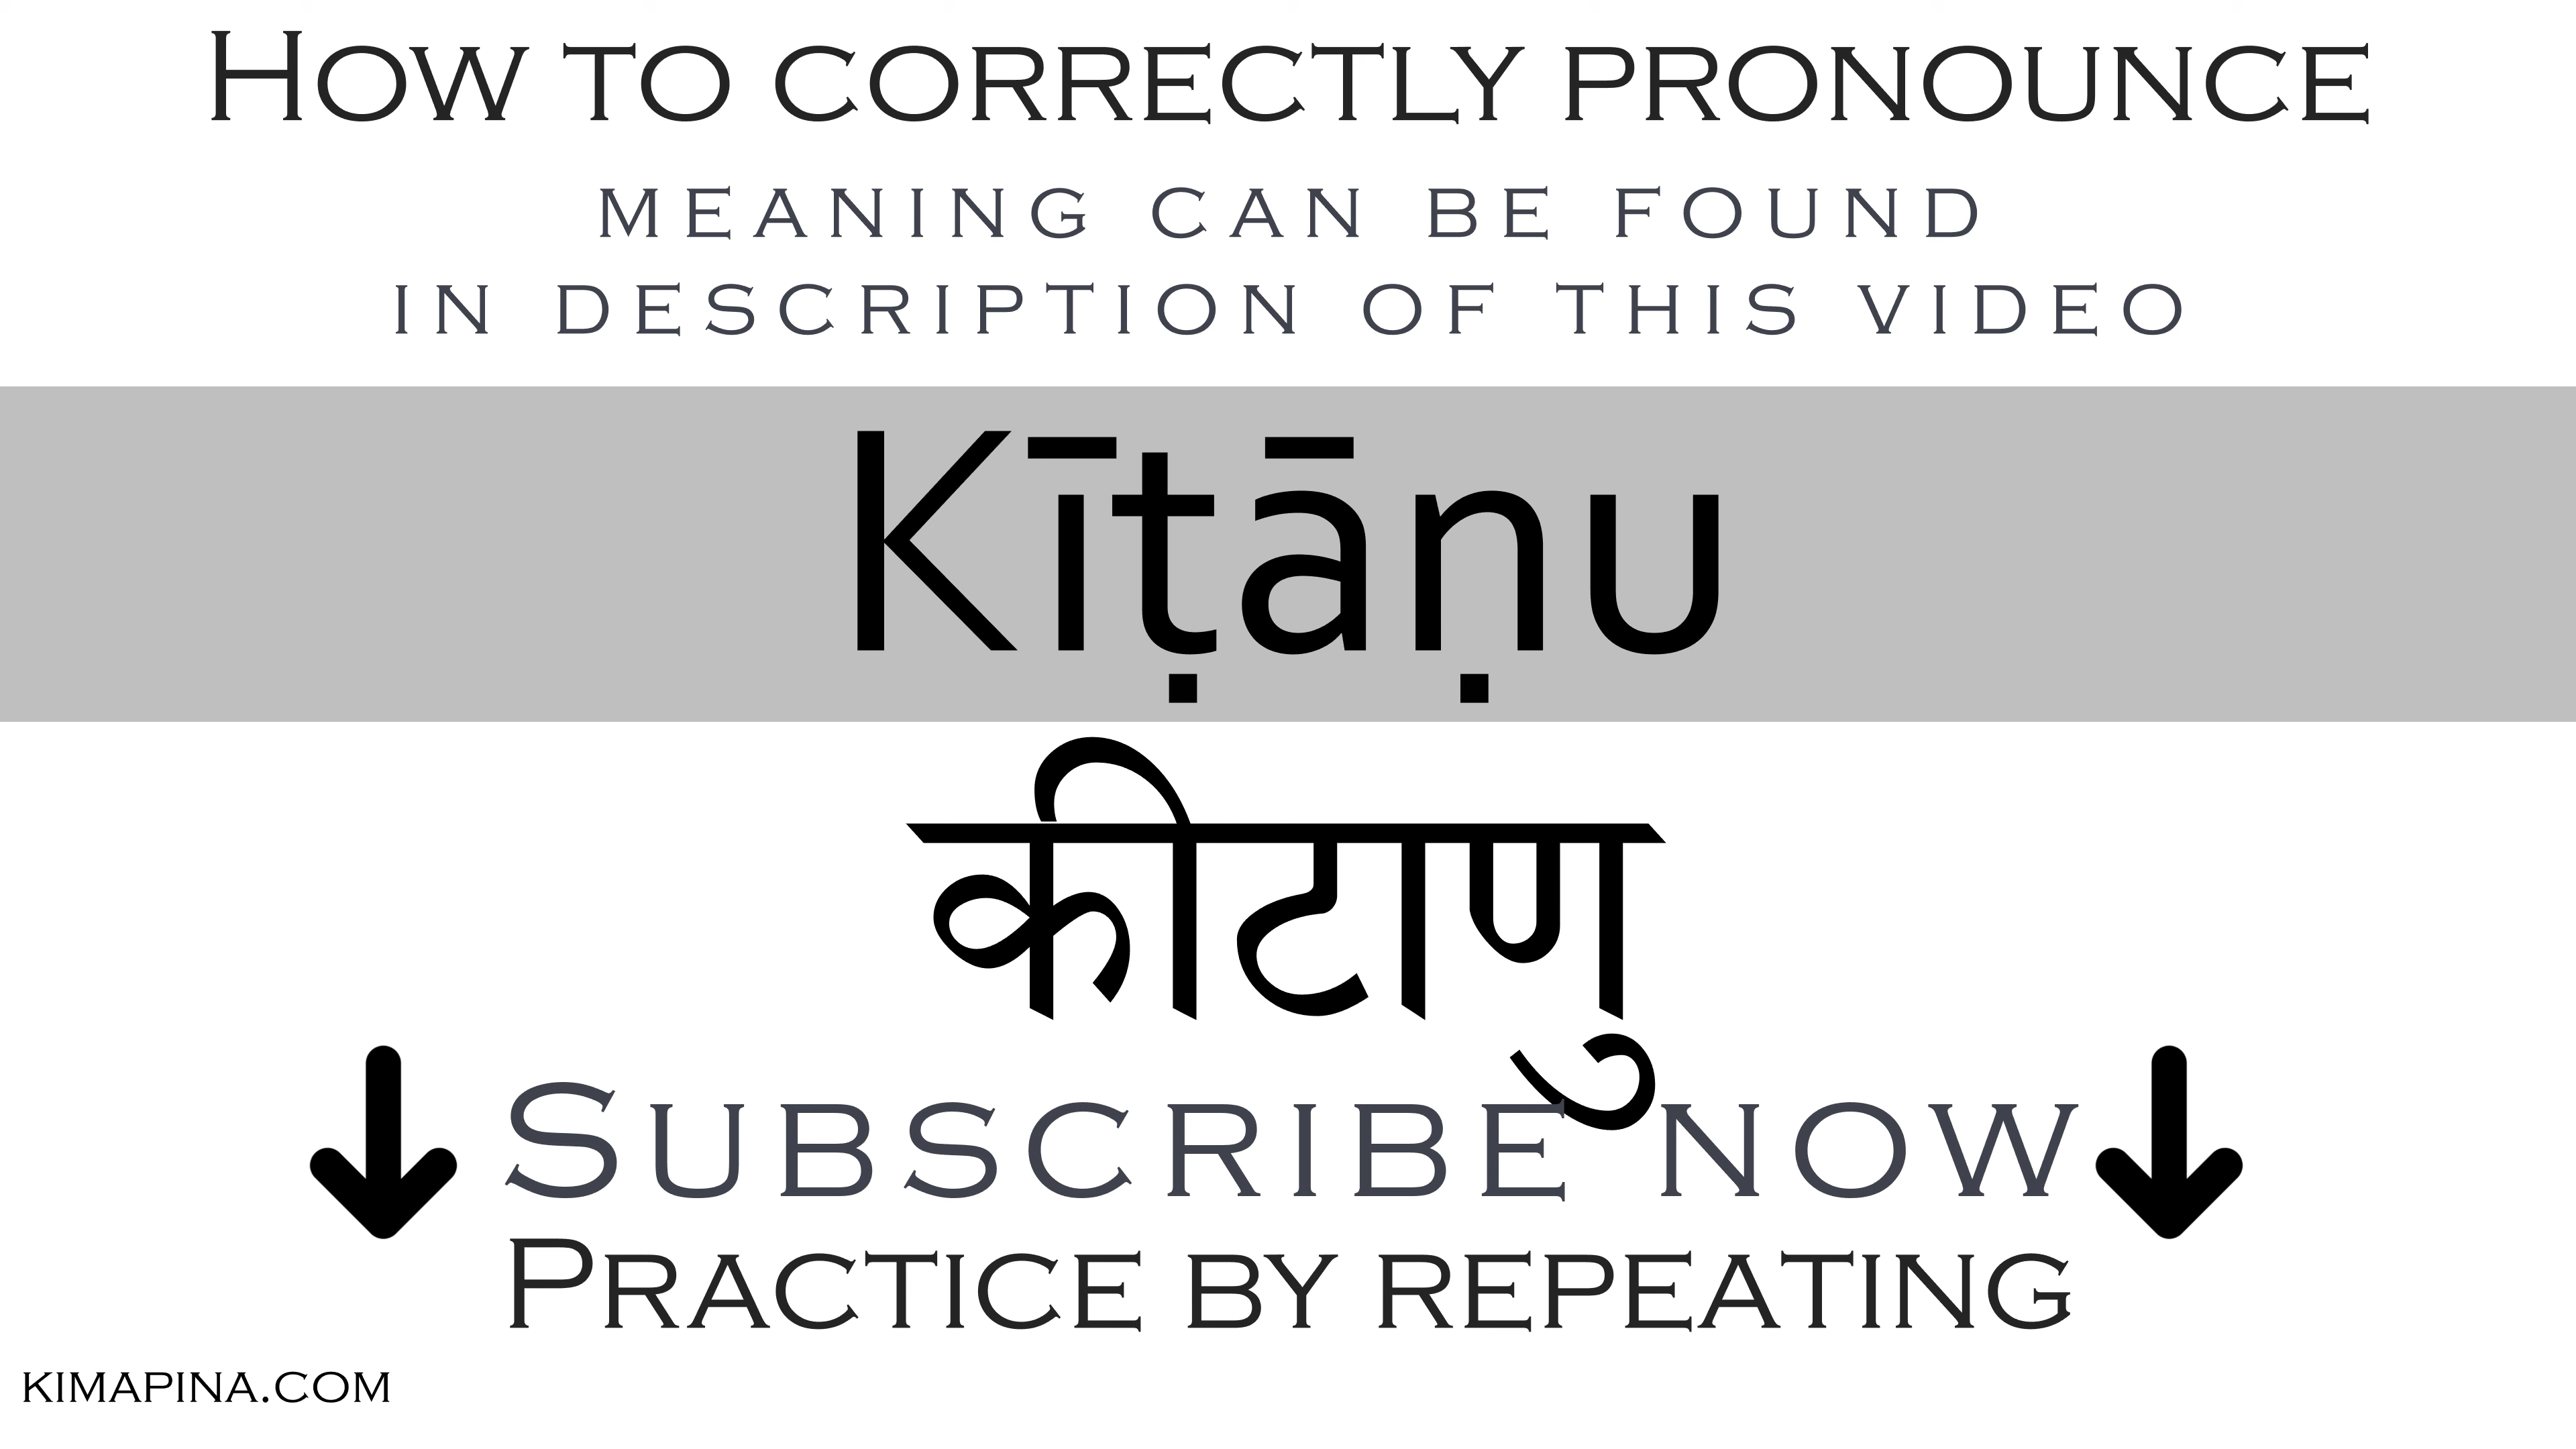 How to correctly pronounce
meaning can be found
in description of this video
Kīṭāṇu
कीटाणु
Subscribe now
Practice by repeating
kimapina.com